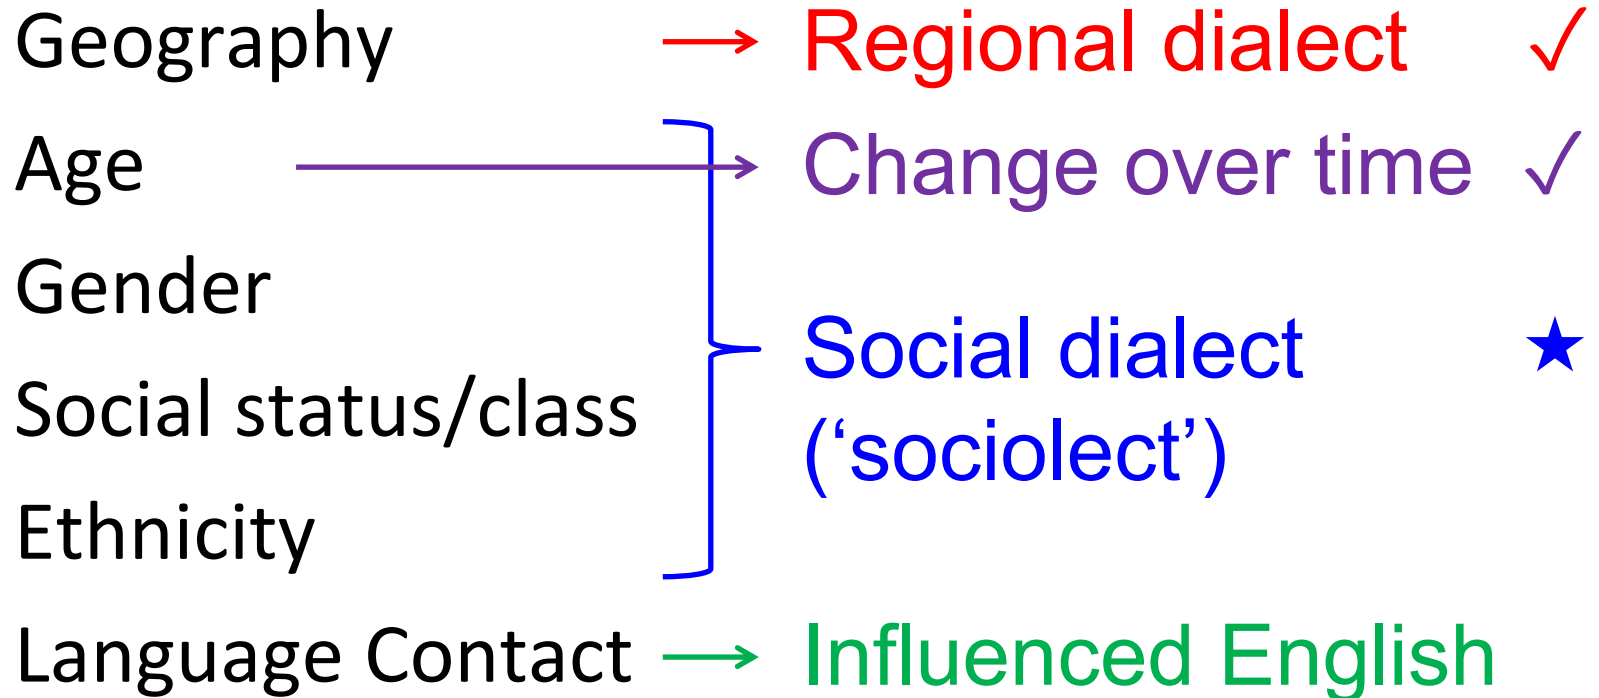 Geography → Regional dialect ✓
Age → Change over time ✓
Gender
Social dialect ★
Social status/class
(‘sociolect’)
Ethnicity
Language Contact → Influenced English